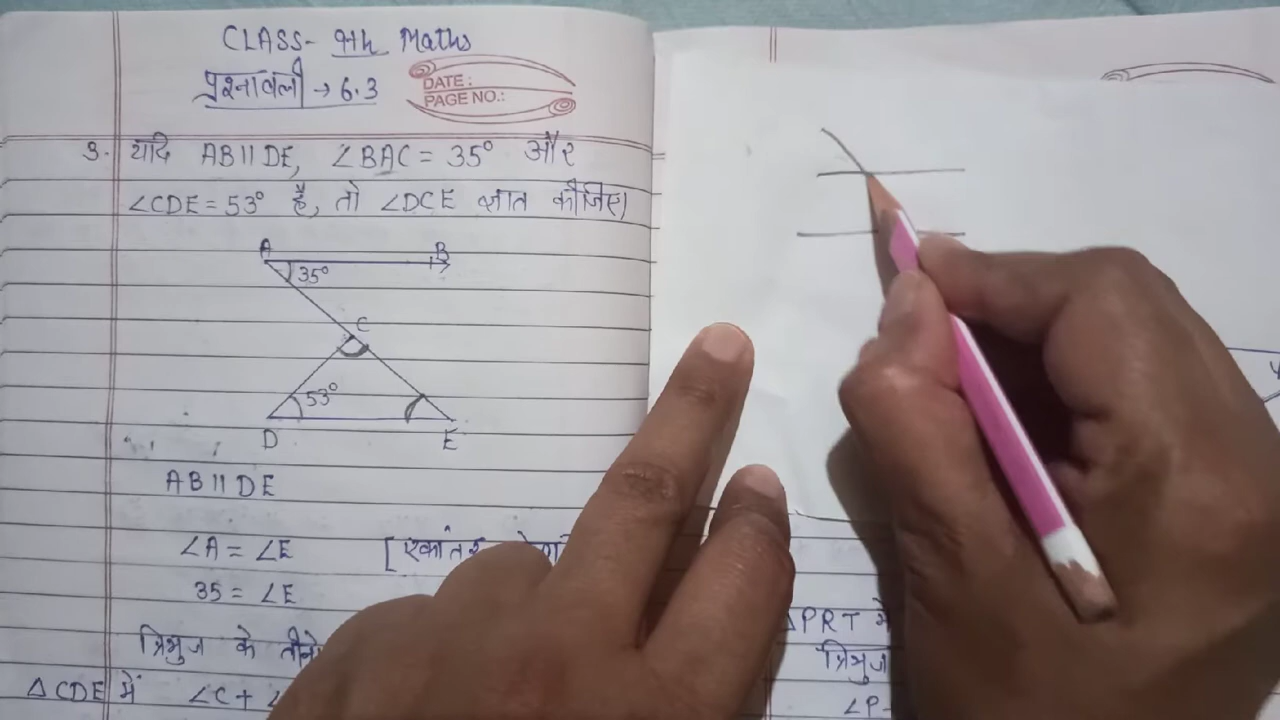 CLASS- 9th Maths
प्रश्नावली → 6.3
DATE :
PAGE NO.:
3. यदि AB || DE, ∠BAC = 35° और
∠CDE = 53° है, तो ∠DCE ज्ञात कीजिए।
A B
35°
C
53°
D E
AB || DE
∠A = ∠E [एकांतर
35 = ∠E
त्रिभुज के तीनो
△CDE में ∠C + ∠
△PRT में
त्रिभुज
∠P-